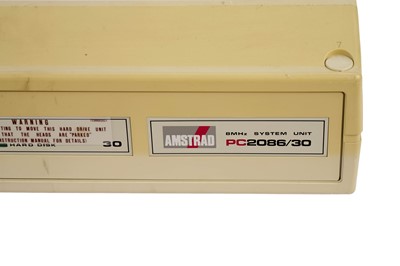 WARNING
TING TO MOVE THIS HARD DRIVE UNIT
THAT THE HEADS ARE "PARKED"
STRUCTION MANUAL FOR DETAILS!
HARD DISK 30
AMSTRAD
8MHz SYSTEM UNIT
PC2086/30